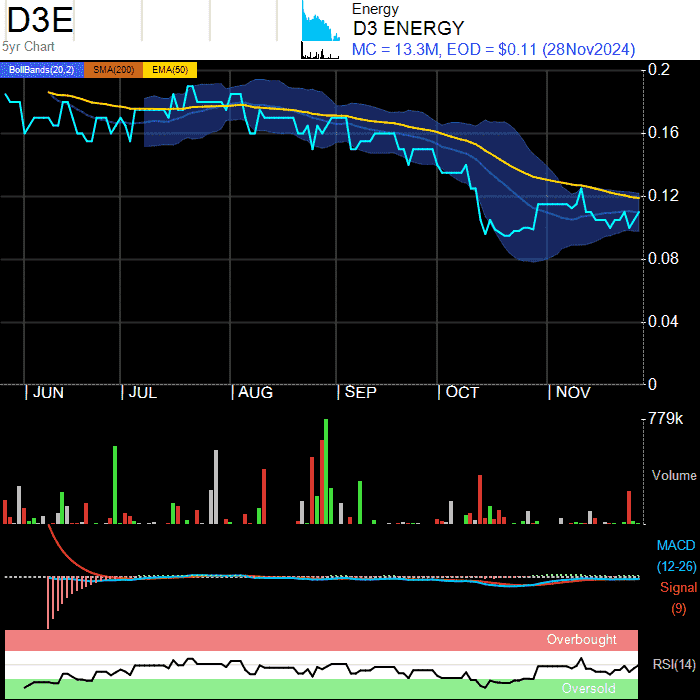 D3E
5yr Chart
Energy
D3 ENERGY
MC = 13.3M, EOD = $0.11 (28Nov2024)
BollBands(20,2) SMA(200) EMA(50)
0.2
0.16
0.12
0.08
0.04
0
JUN JUL AUG SEP OCT NOV
779k
Volume
MACD
(12-26)
Signal
(9)
Overbought
RSI(14)
Oversold